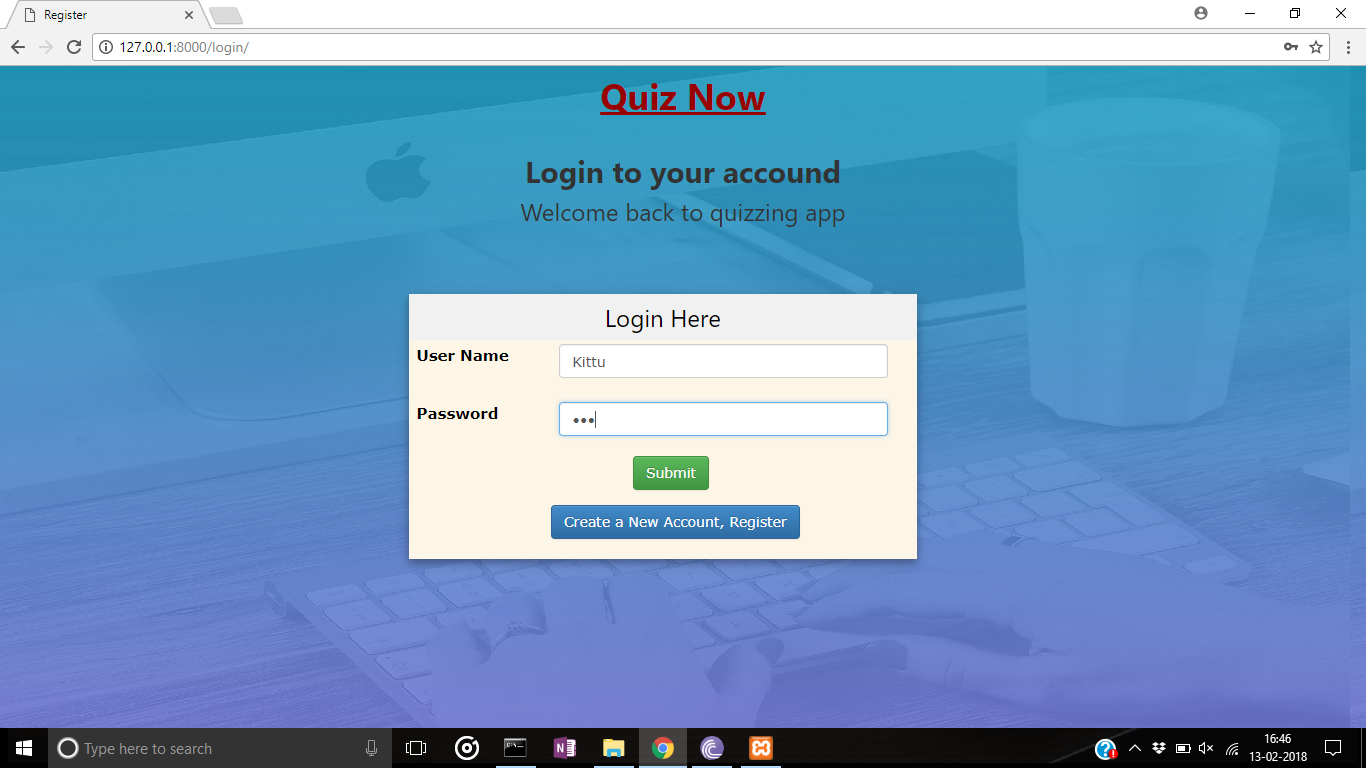 Register
127.0.0.1:8000/login/
Quiz Now
Login to your accound
Welcome back to quizzing app
Login Here
User Name
Kittu
Password
•••
Submit
Create a New Account, Register
Type here to search
16:46
13-02-2018